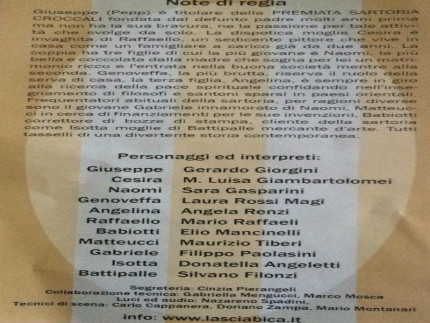 Note di regia
Giuseppe (Pepp) è titolare della PREMIATA SARTORIA
CROCCALI fondata dal defunto padre molti anni prima
ma non ha la sua bravura, ne la passione per tale attivi-
tà che svolge da solo. La dispotica moglie Cesira è
invaghita di Raffaello, un sedicente pittore che vive in
casa come un famigliare a carico già da due anni. La
coppia ha tre figlie di cui la più giovane è Naomi, la più
bella e coccolata dalla madre che sogna per lei un matri-
monio ricco e l'entrata nella buona società mentre alla
seconda, Genoveffa, la più brutta, riserva il ruolo della
serva di casa, la terza figlia, Angelina, è sempre in giro
alla ricerca della pace spirituale confidando nell'inse-
gnamento di filosofi e santoni sparsi in paesi orientali.
Frequentatori abituali della sartoria, per ragioni diverse
sono il giovane Gabriele innamorato di Naomi, Matteuc-
ci in cerca di finanziamenti per le sue invenzioni, Babiotti
correttore di bozze di stampa, cliente della sartoria
come Isotta moglie di Battipalle mercante d'arte. Tutti
tasselli di una divertente storia contemporanea.
Personaggi ed interpreti:
Giuseppe Gerardo Giorgini
Cesira M. Luisa Giambartolomei
Naomi Sara Gasparini
Genoveffa Laura Rossi Magi
Angelina Angela Renzi
Raffaello Mario Raffaeli
Babiotti Elio Mancinelli
Matteucci Maurizio Tiberi
Gabriele Filippo Paolasini
Isotta Donatella Angeletti
Battipalle Silvano Filonzi
Segreteria: Cinzia Pierangeli
Collaborazione tecnica: Gabriella Mengucci, Marco Mosca
Luci ed audio: Nazareno Spadini,
Tecnici di scena: Carlo Cappanera, Doriano Zampa, Mario Montanari
info: www.lasciabica.it